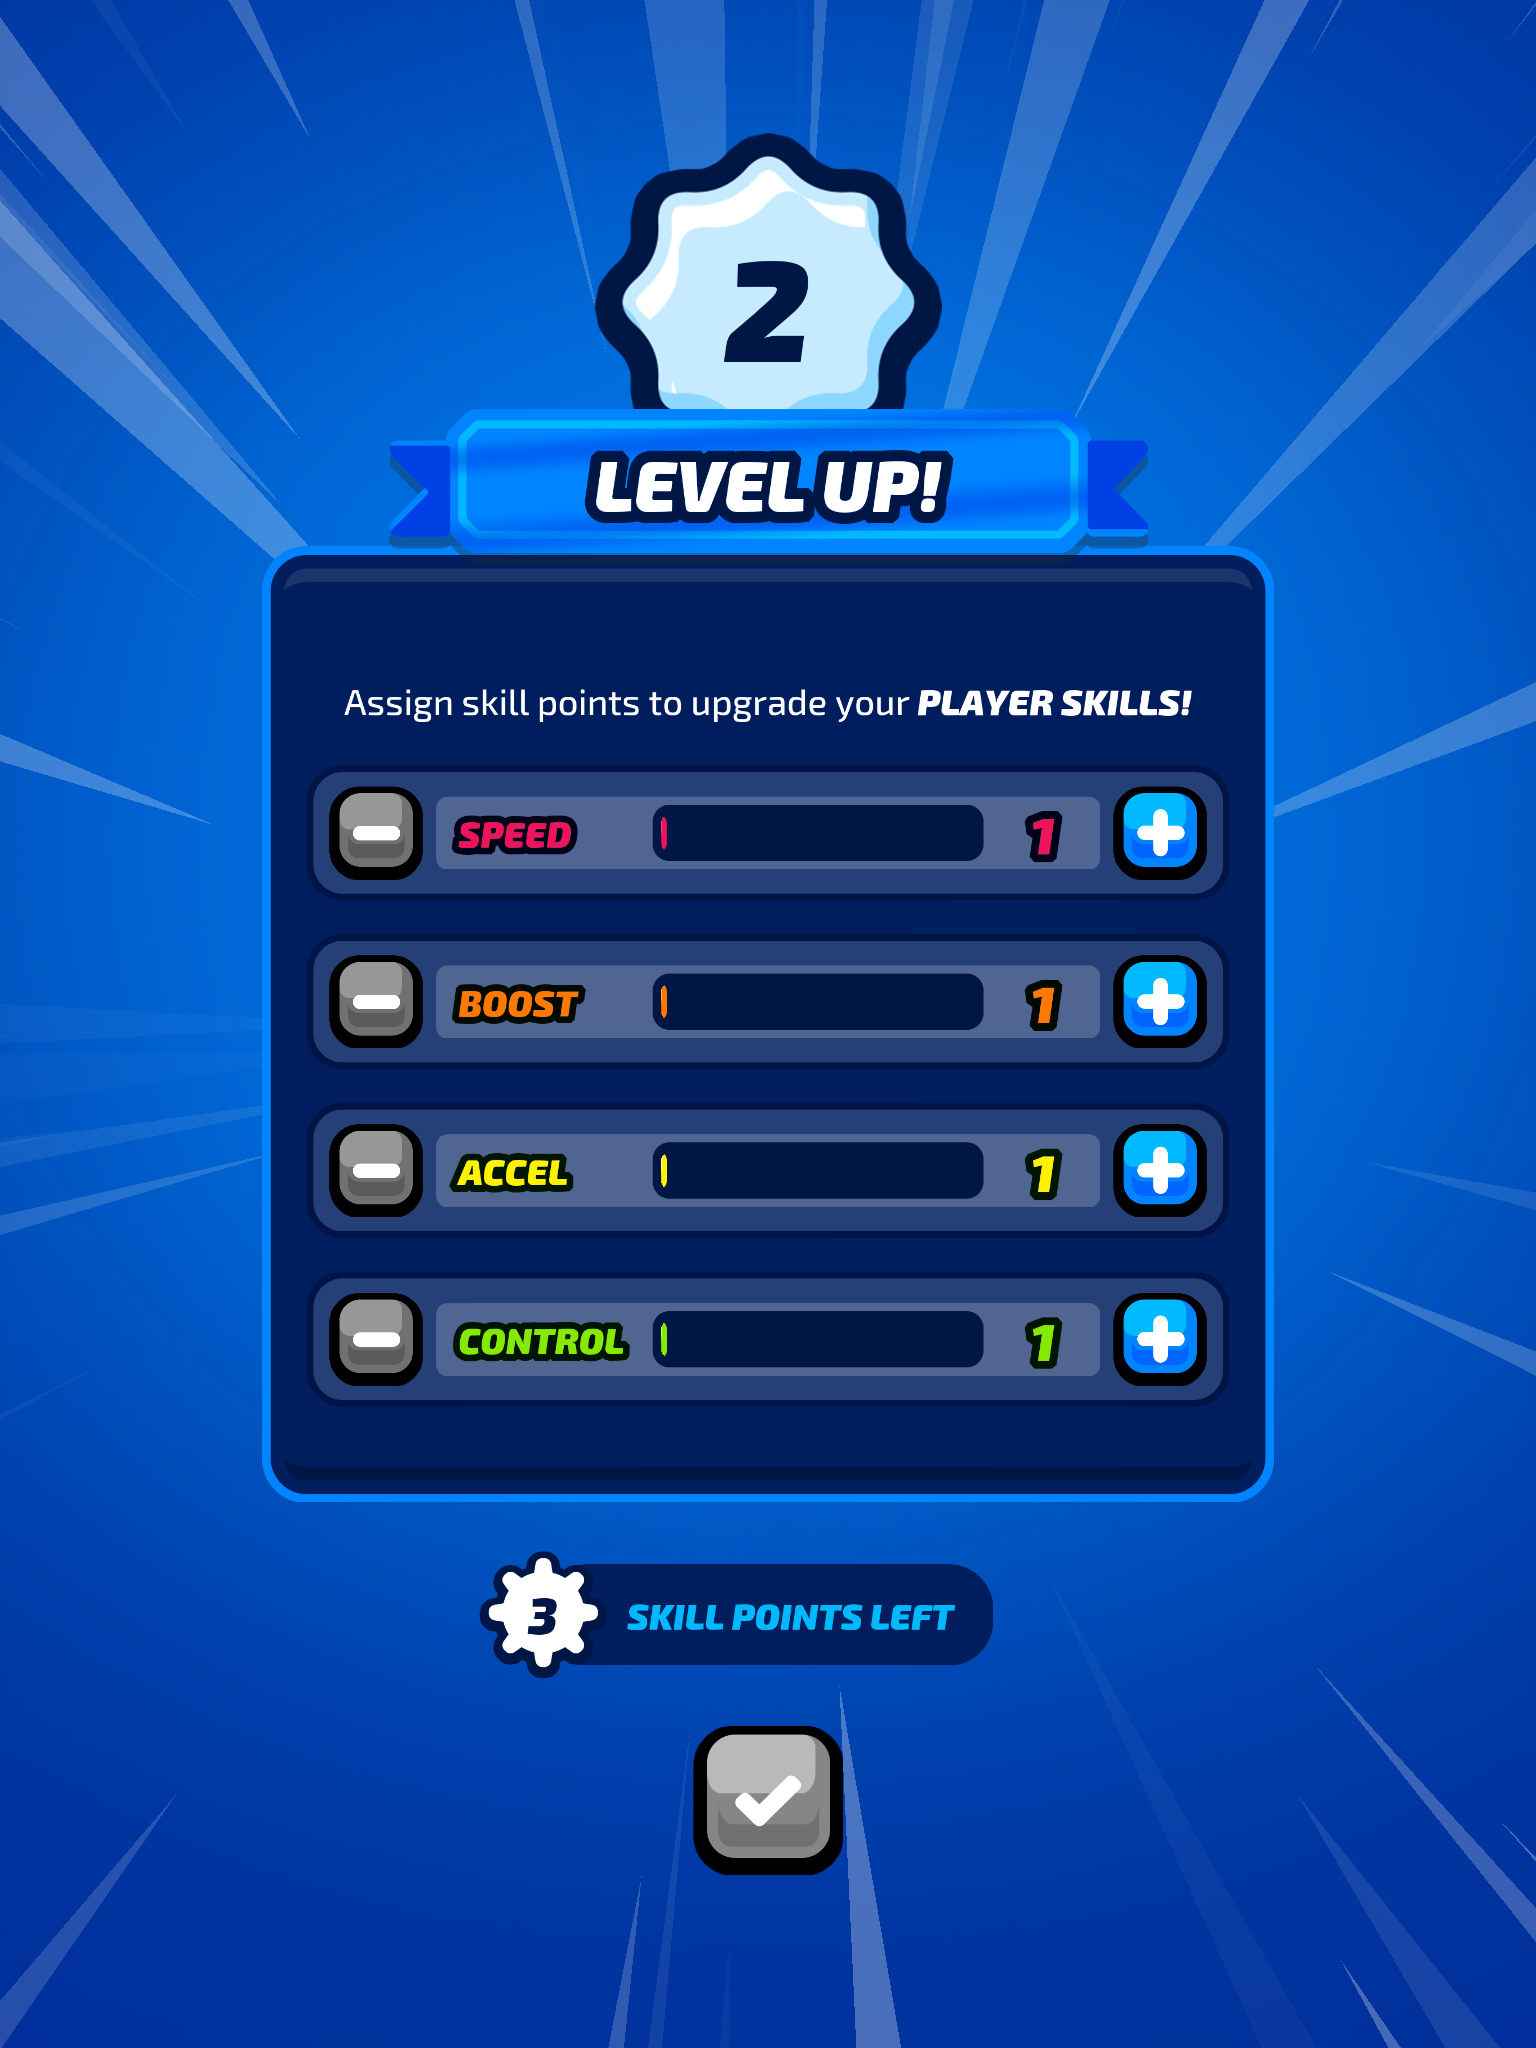 2
LEVEL UP!
Assign skill points to upgrade your PLAYER SKILLS!
SPEED 1
BOOST 1
ACCEL 1
CONTROL 1
3 SKILL POINTS LEFT